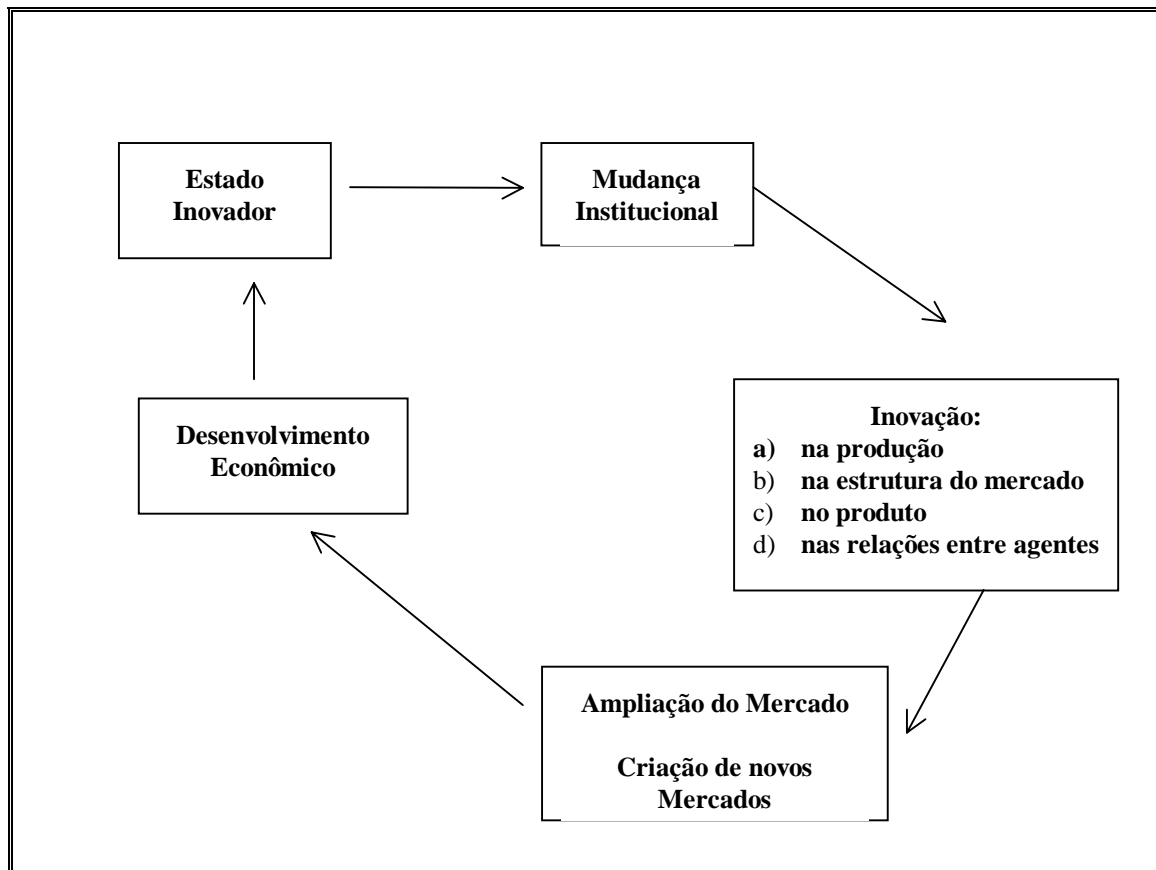 Estado
Inovador
Mudança
Institucional
Inovação:
a) na produção
b) na estrutura do mercado
c) no produto
d) nas relações entre agentes
Ampliação do Mercado
Criação de novos
Mercados
Desenvolvimento
Econômico